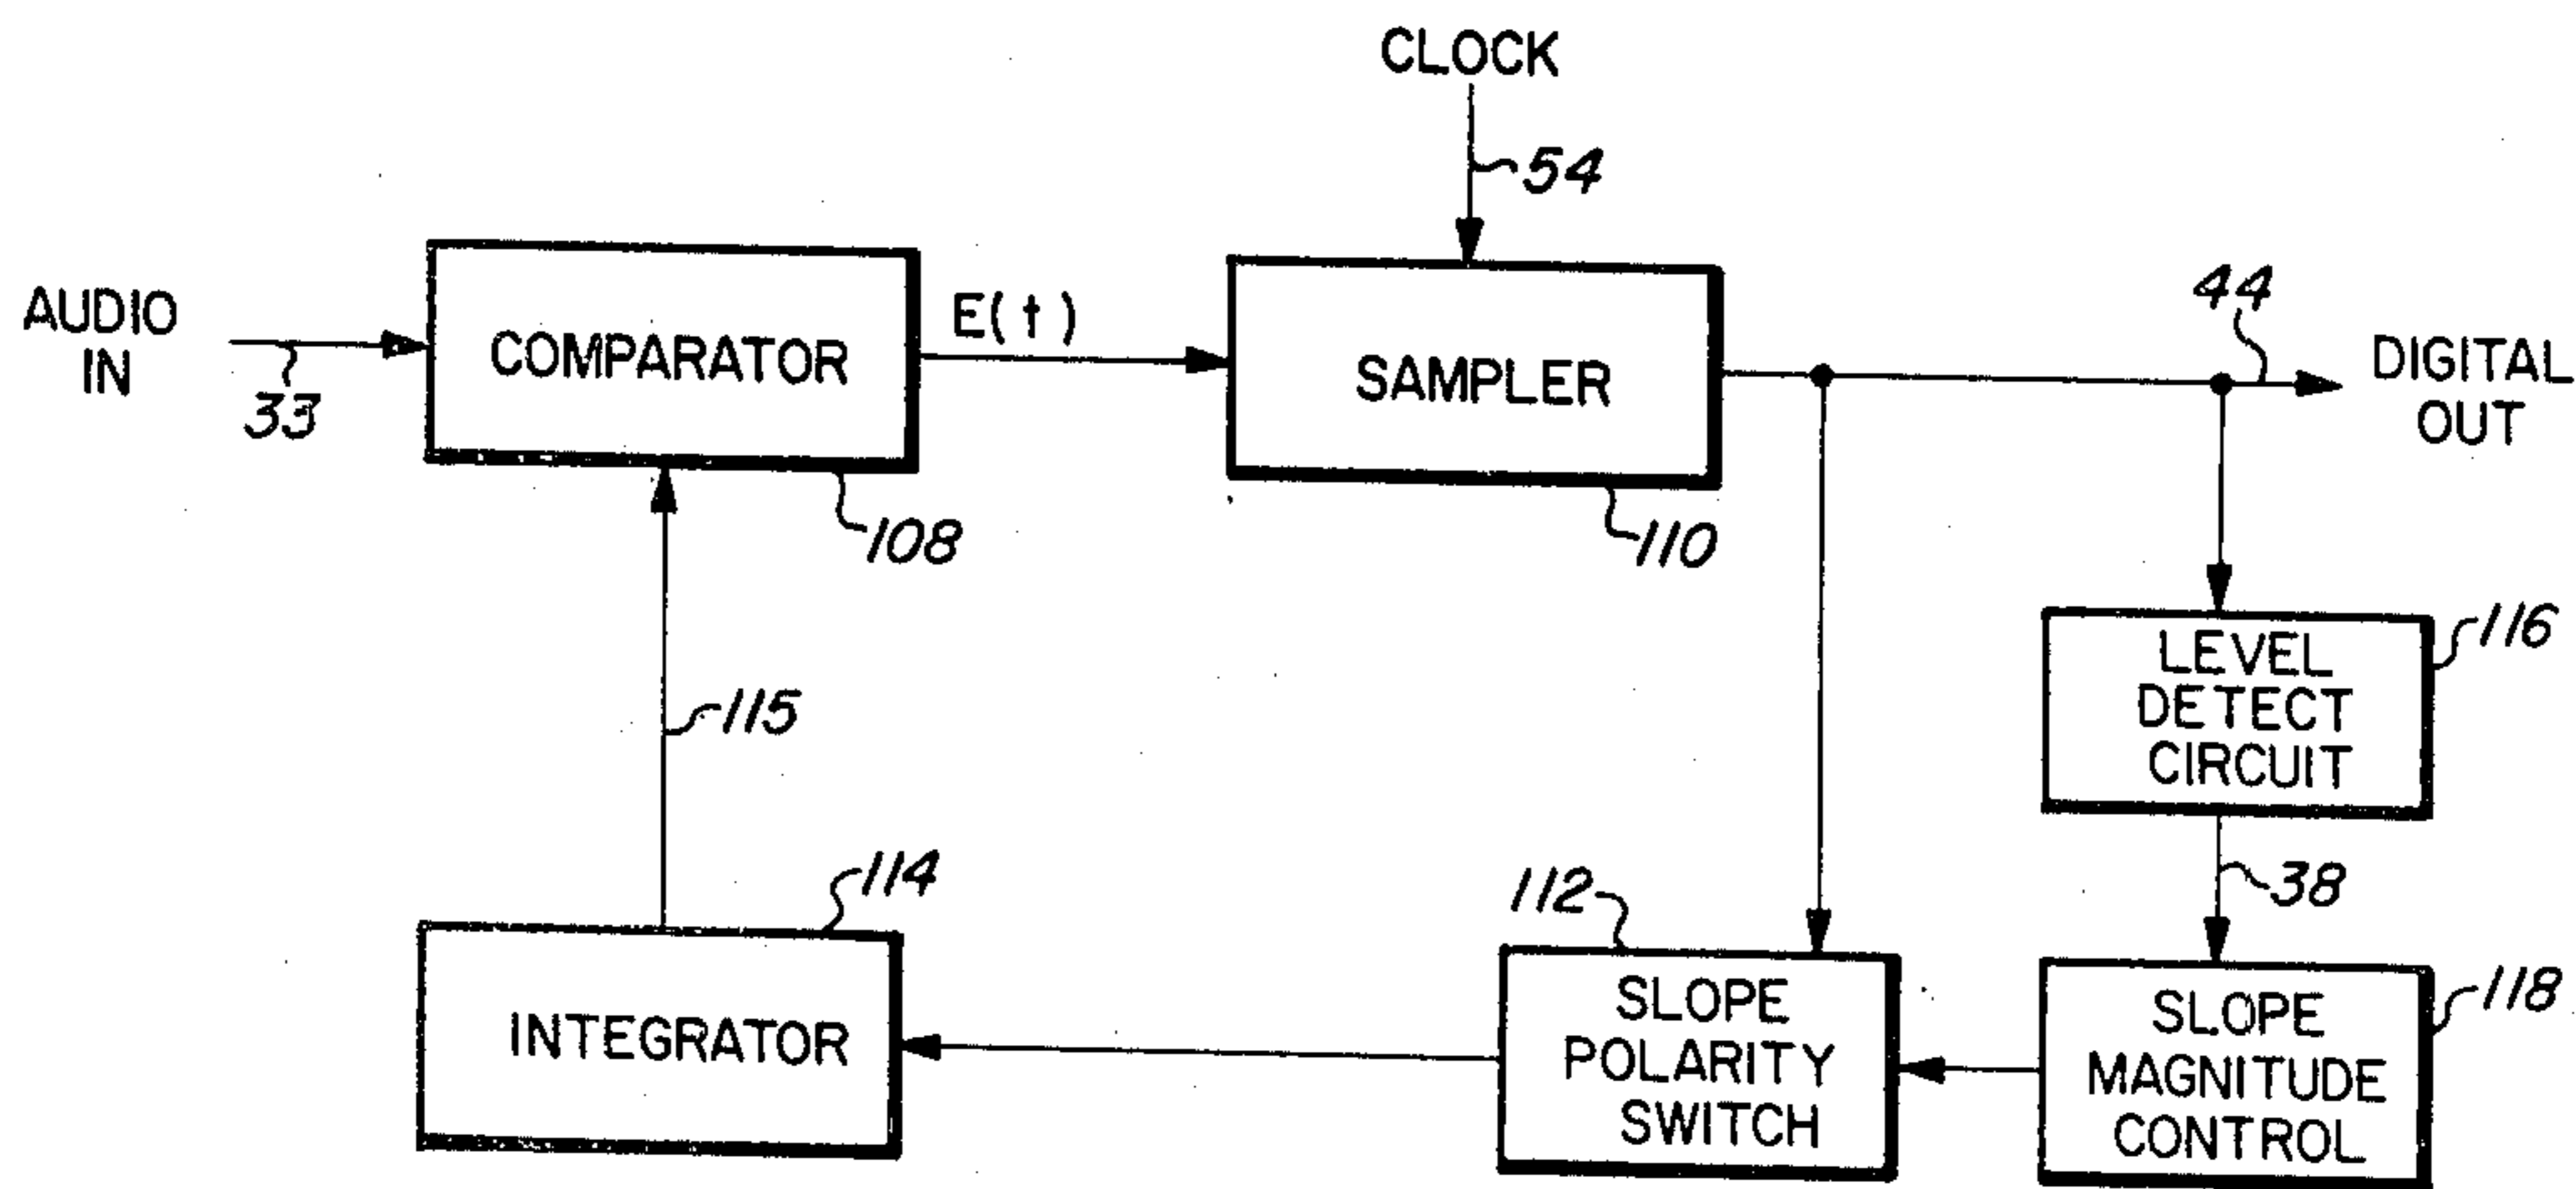 CLOCK
54
AUDIO
IN
33
COMPARATOR
108
E(t)
SAMPLER
110
44
DIGITAL
OUT
LEVEL
DETECT
CIRCUIT
116
38
115
114
INTEGRATOR
112
SLOPE
POLARITY
SWITCH
SLOPE
MAGNITUDE
CONTROL
118